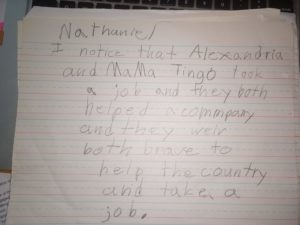 Nathaniel
I notice that Alexandria
and MaMa Tingo took
a job and they both
helped a commpany
and they weir
both brave to
help the country
and take a
job.